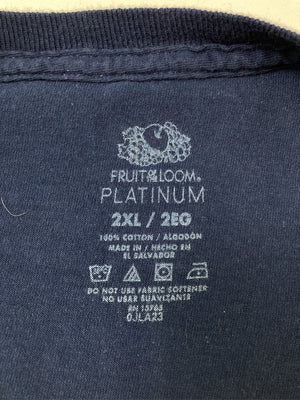 FRUIT OF THE LOOM®
PLATINUM
2XL / 2EG
100% COTTON / ALGODÓN
MADE IN / HECHO EN
EL SALVADOR
DO NOT USE FABRIC SOFTENER
NO USAR SUAVIZANTE
RN 13765
0JLA23